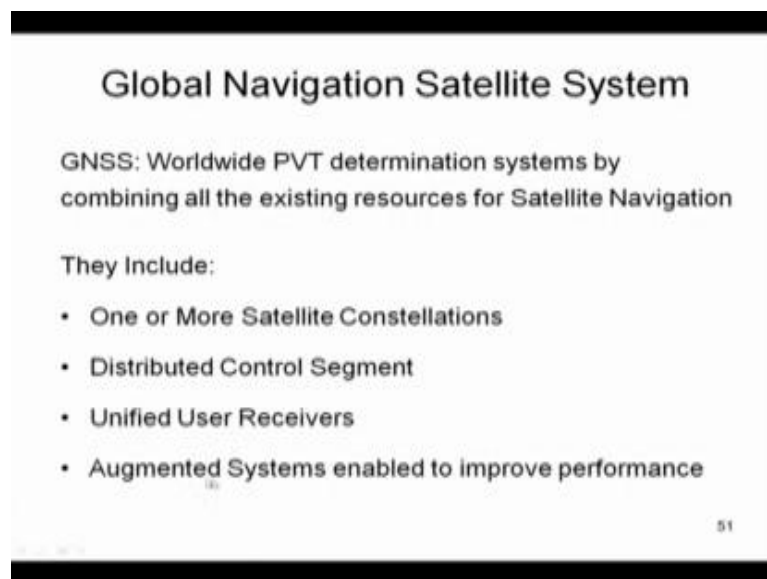 Global Navigation Satellite System
GNSS: Worldwide PVT determination systems by
combining all the existing resources for Satellite Navigation
They Include:
• One or More Satellite Constellations
• Distributed Control Segment
• Unified User Receivers
• Augmented Systems enabled to improve performance
51